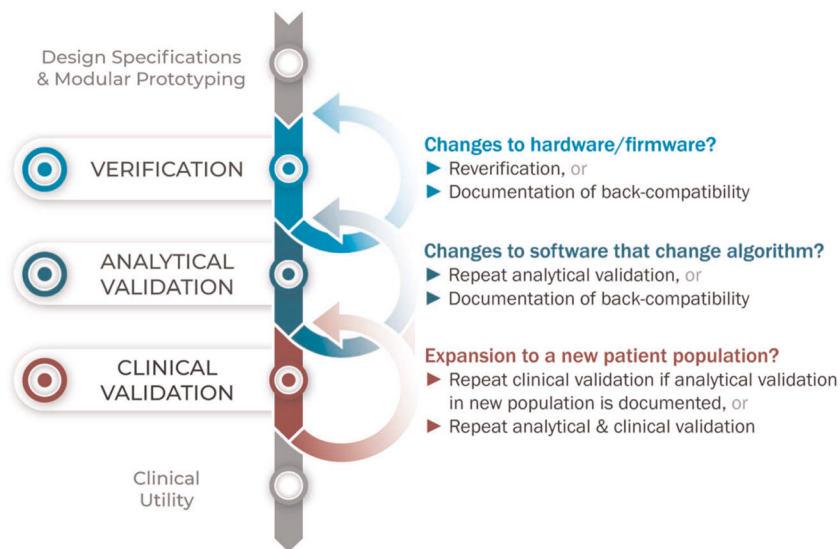 Design Specifications
& Modular Prototyping
VERIFICATION
Changes to hardware/firmware?
► Reverification, or
► Documentation of back-compatibility
ANALYTICAL
VALIDATION
Changes to software that change algorithm?
► Repeat analytical validation, or
► Documentation of back-compatibility
CLINICAL
VALIDATION
Expansion to a new patient population?
► Repeat clinical validation if analytical validation
in new population is documented, or
► Repeat analytical & clinical validation
Clinical
Utility